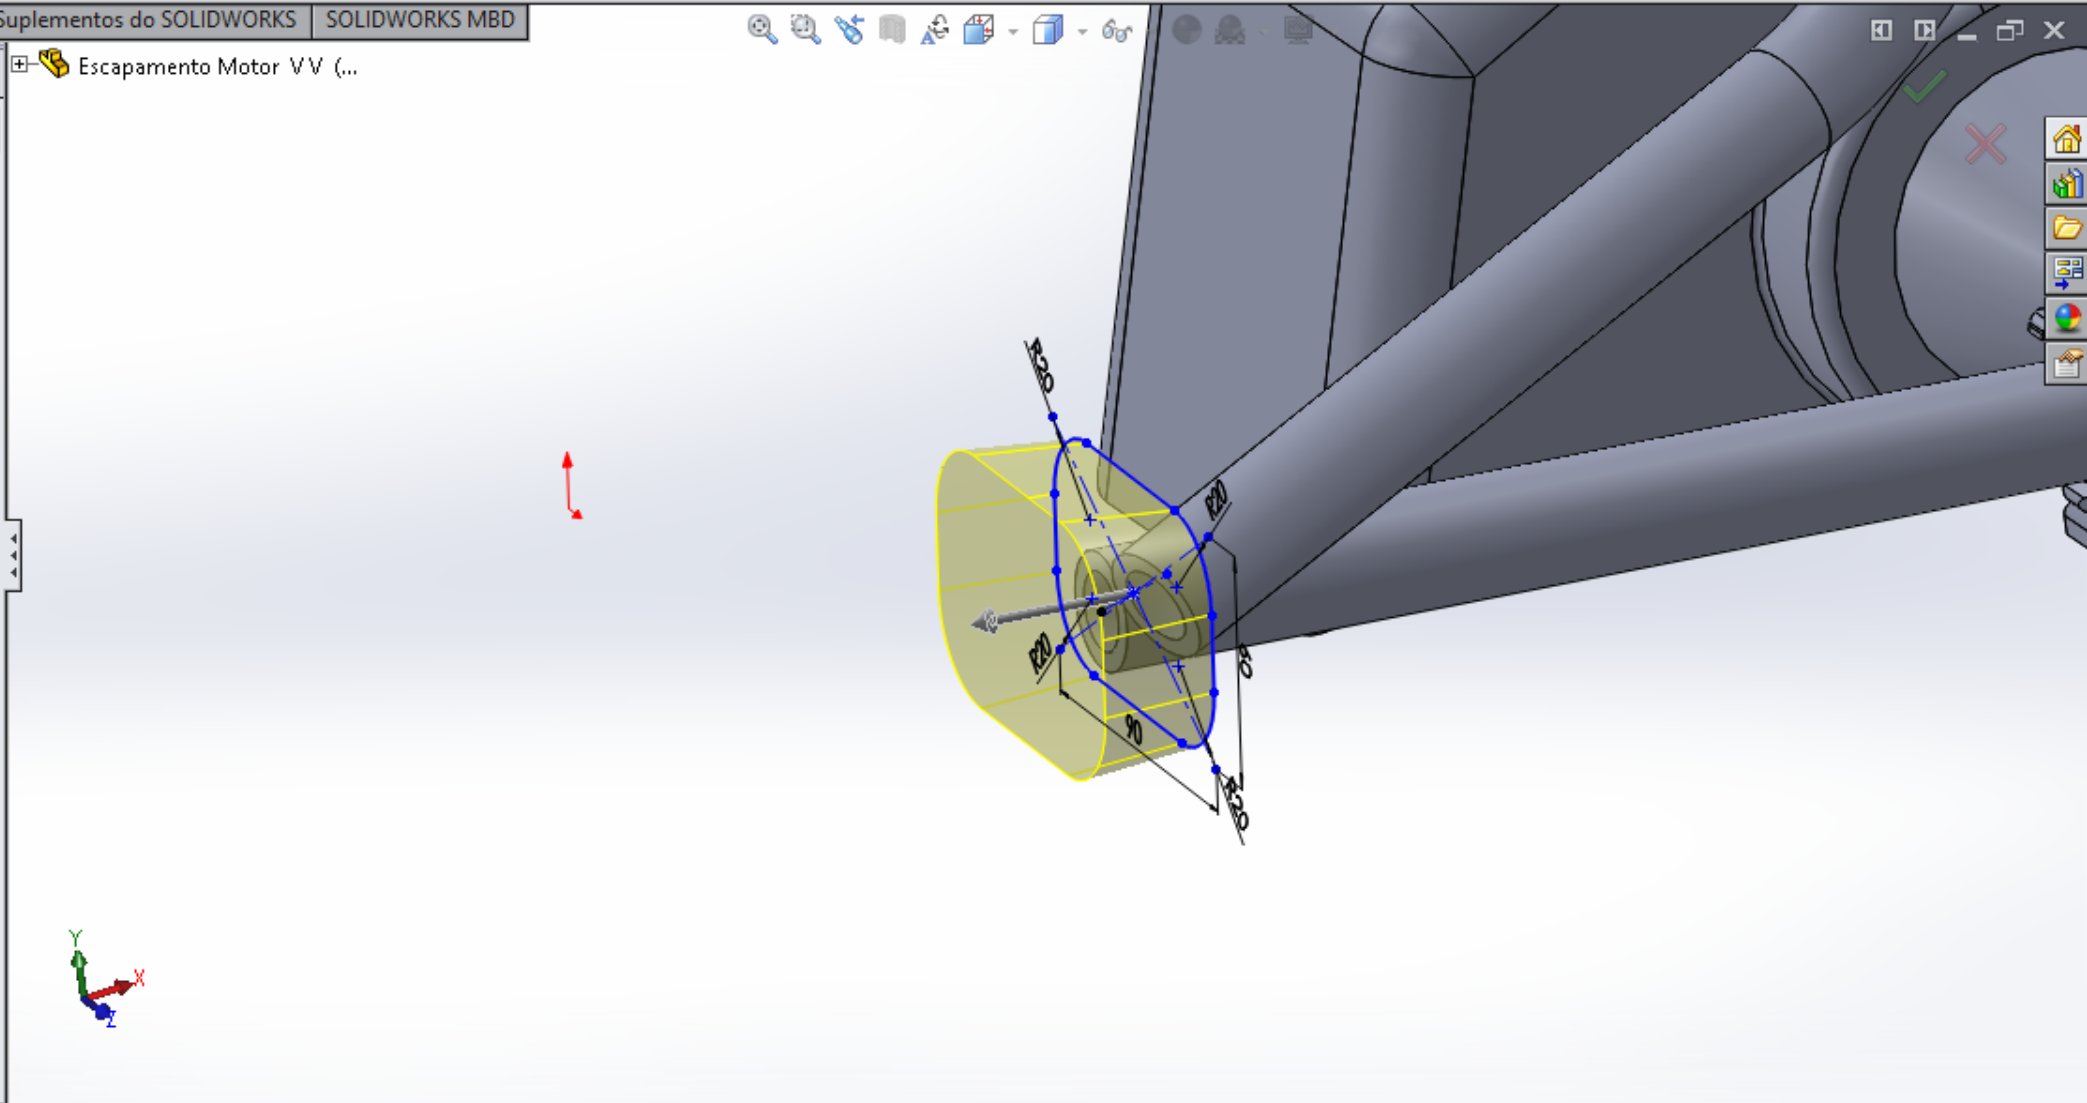 Suplementos do SOLIDWORKS
SOLIDWORKS MBD
Escapamento Motor V V (...
R20
R20
R20
90
R20
Y
X
Z